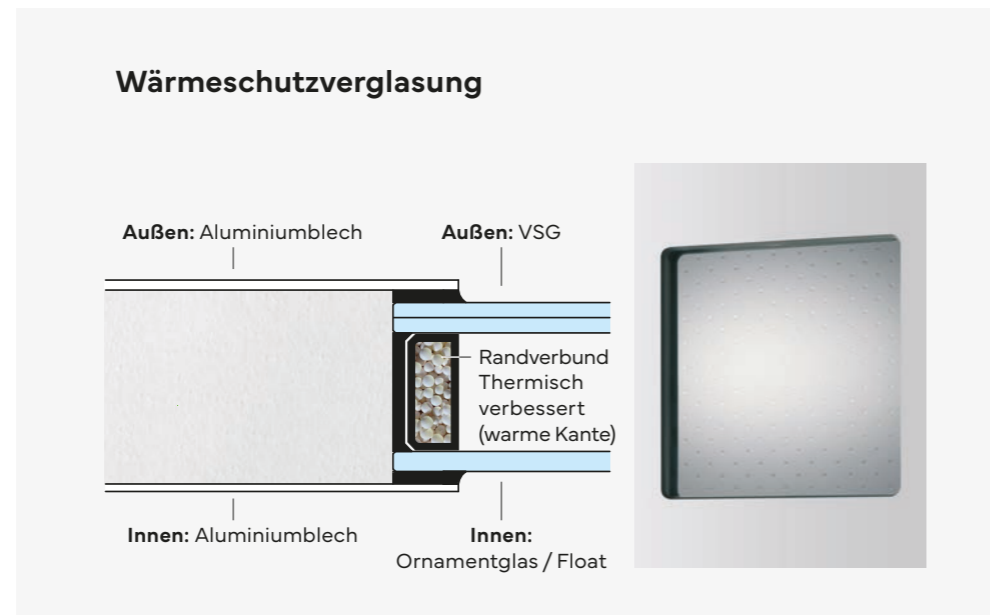 Wärmeschutzverglasung
Außen: Aluminiumblech
Außen: VSG
Randverbund
Thermisch
verbessert
(warme Kante)
Innen: Aluminiumblech
Innen:
Ornamentglas / Float